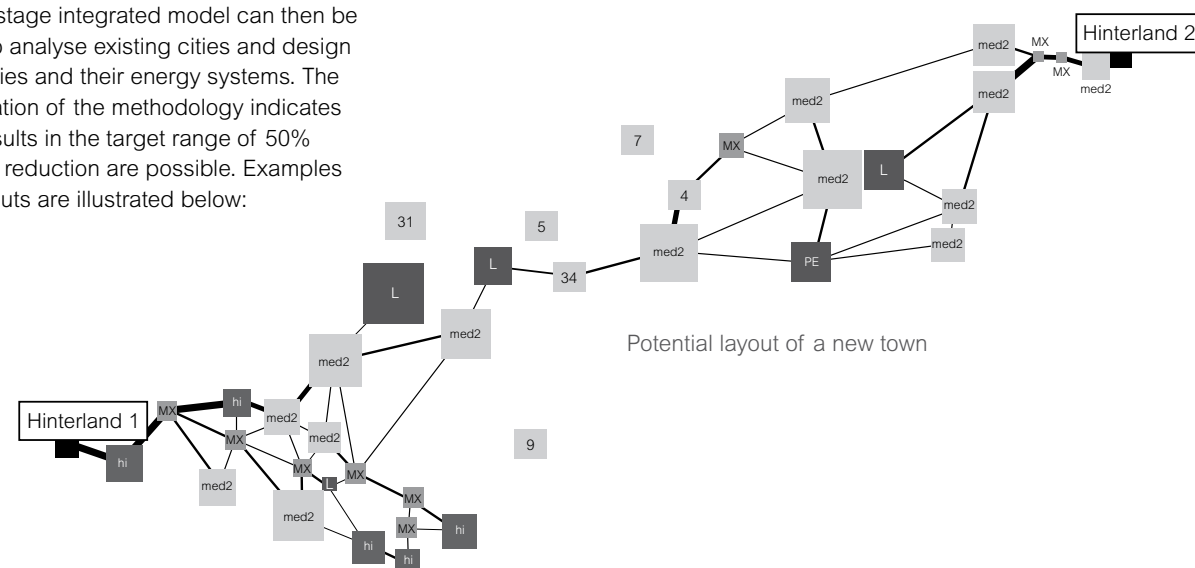 stage integrated model can then be
o analyse existing cities and design
ies and their energy systems. The
ation of the methodology indicates
sults in the target range of 50%
reduction are possible. Examples
uts are illustrated below:
Hinterland 2
med2
MX
MX
med2
med2
med2
7
MX
med2
L
4
med2
31
5
med2
med2
L
34
PE
L
med2
Potential layout of a new town
med2
hi
MX
Hinterland 1
med2
MX
med2
9
hi
MX
MX
med2
L
MX
med2
MX
hi
hi
hi